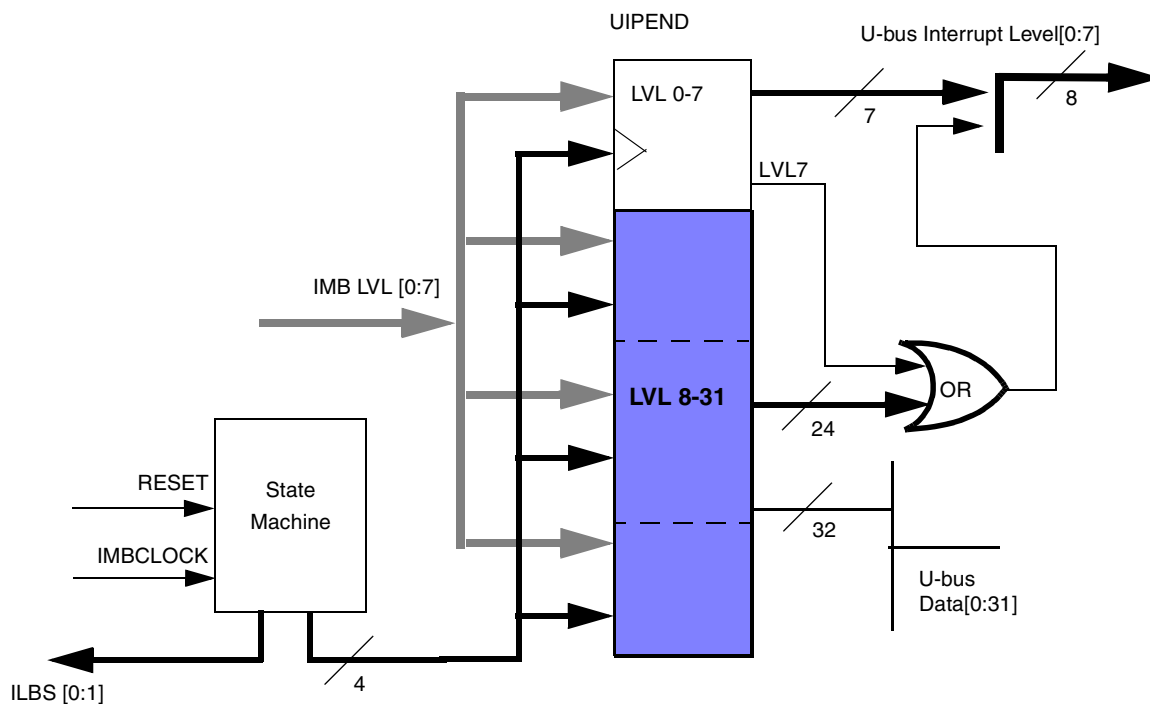 UIPEND
U-bus Interrupt Level[0:7]
LVL 0-7
7
8
LVL7
IMB LVL [0:7]
LVL 8-31
OR
24
RESET
State
Machine
32
IMBCLOCK
U-bus
Data[0:31]
4
ILBS [0:1]